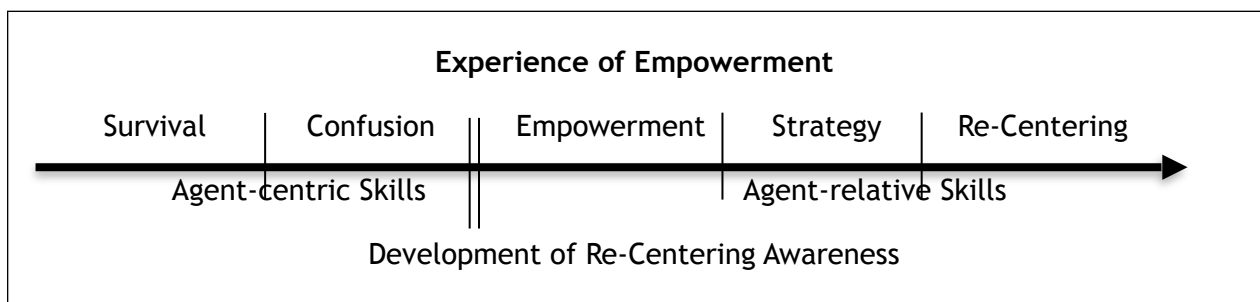 Experience of Empowerment
Survival Confusion Empowerment Strategy Re-Centering
Agent-centric Skills Agent-relative Skills
Development of Re-Centering Awareness